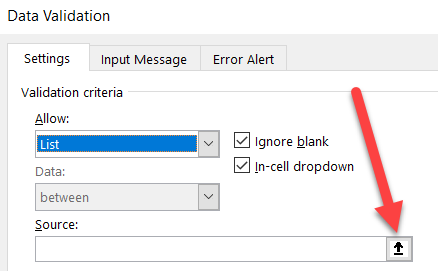 Data Validation
Settings Input Message Error Alert
Validation criteria
Allow:
List
Ignore blank
In-cell dropdown
Data:
between
Source: